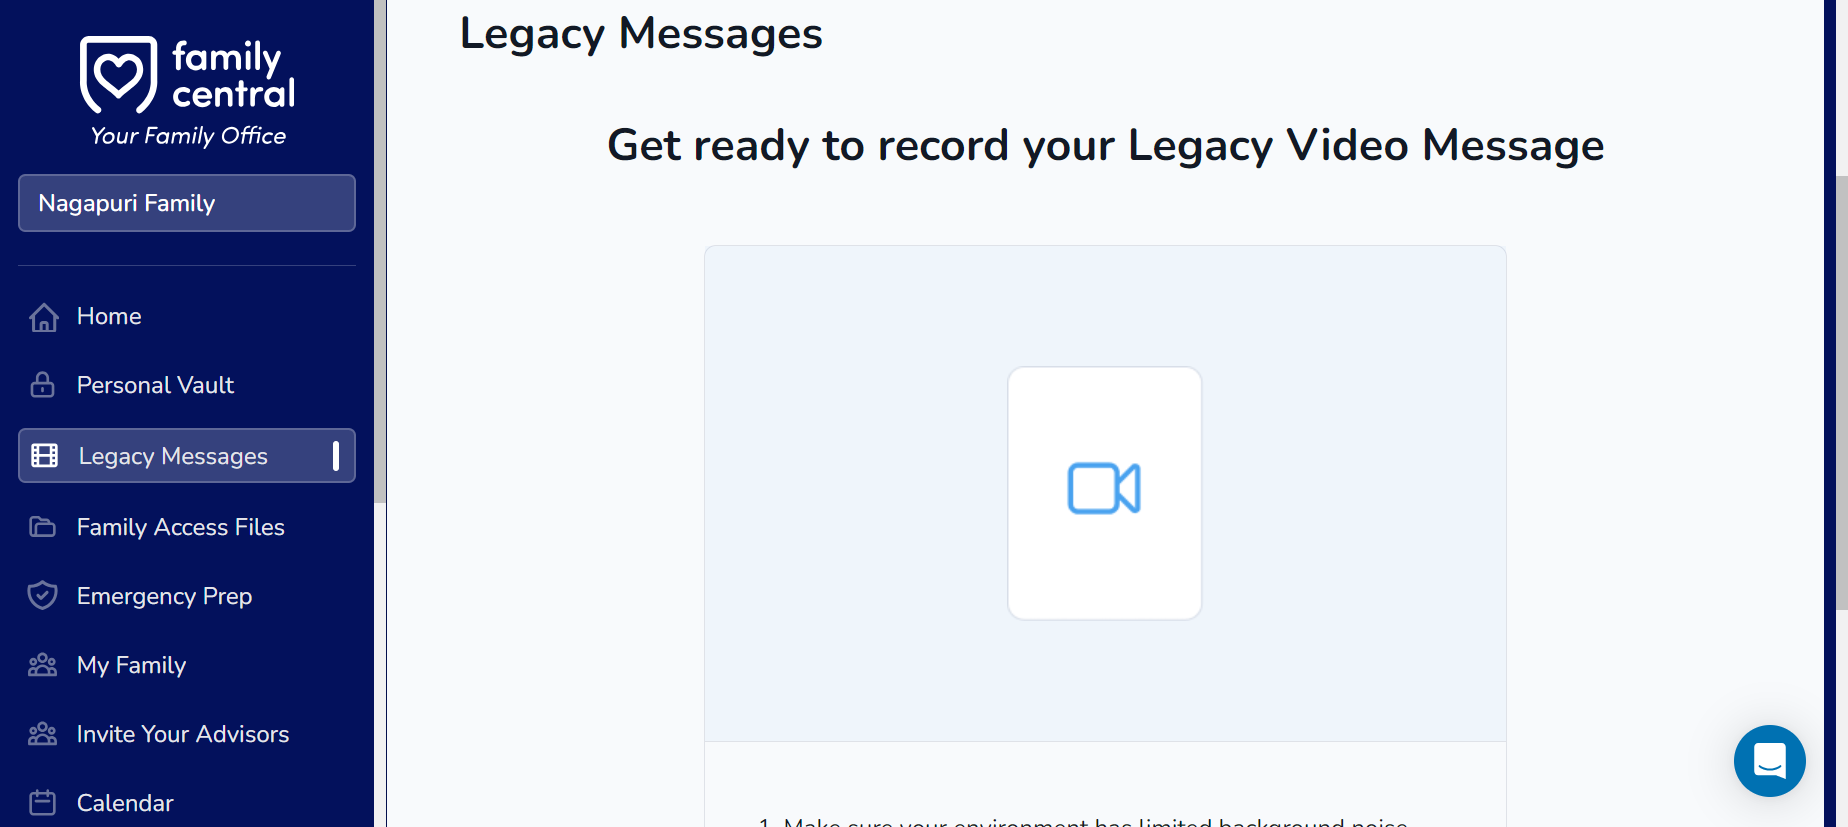 family
central
Your Family Office
Nagapuri Family
Home
Personal Vault
Legacy Messages
Family Access Files
Emergency Prep
My Family
Invite Your Advisors
Calendar
Legacy Messages
Get ready to record your Legacy Video Message
1. Make sure your environment has limited background noise